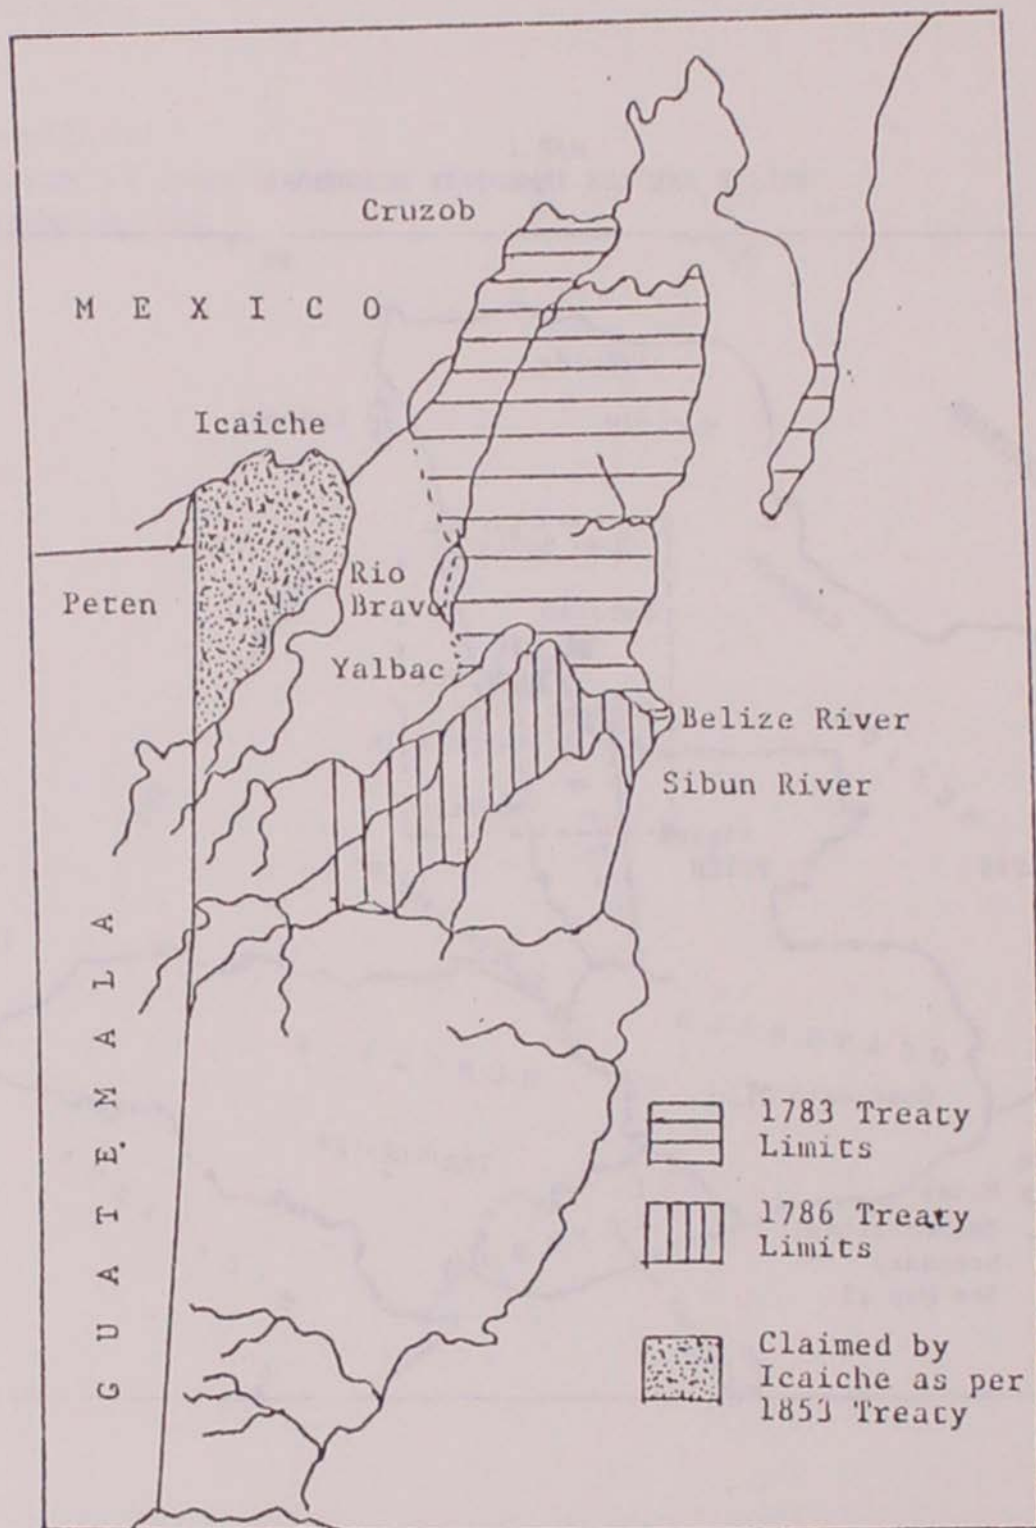 Cruzob
M E X I C O
Icaiche
Peten
Rio
Bravo
Yalbac
Belize River
Sibun River
G U A T E M A L A
1783 Treaty
Limits
1786 Treaty
Limits
Claimed by
Icaiche as per
1853 Treaty